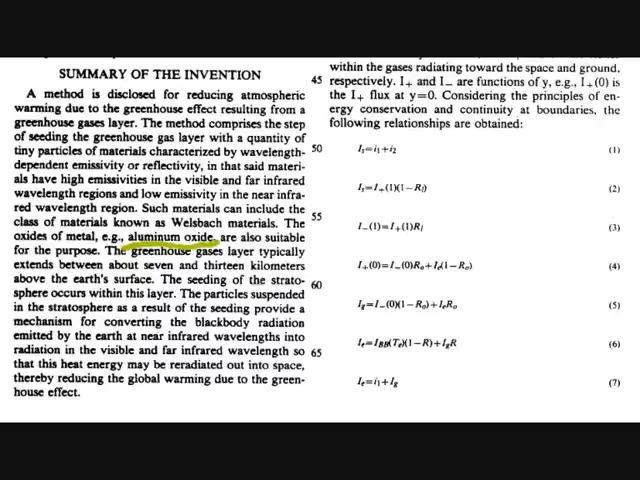 SUMMARY OF THE INVENTION
A method is disclosed for reducing atmospheric
warming due to the greenhouse effect resulting from a
greenhouse gases layer. The method comprises the step
of seeding the greenhouse gas layer with a quantity of
tiny particles of materials characterized by wavelength-
dependent emissivity or reflectivity, in that said materi-
als have high emissivities in the visible and far infrared
wavelength regions and low emissivity in the near infra-
red wavelength region. Such materials can include the
class of materials known as Welsbach materials. The
oxides of metal, e.g., aluminum oxide, are also suitable
for the purpose. The greenhouse gases layer typically
extends between about seven and thirteen kilometers
above the earth's surface. The seeding of the strato-
sphere occurs within this layer. The particles suspended
in the stratosphere as a result of the seeding provide a
mechanism for converting the blackbody radiation
emitted by the earth at near infrared wavelengths into
radiation in the visible and far infrared wavelength so
that this heat energy may be reradiated out into space,
thereby reducing the global warming due to the green-
house effect.
45
50
55
60
65
within the gases radiating toward the space and ground,
respectively. I+ and I− are functions of y, e.g., I+(0) is
the I+ flux at y=0. Considering the principles of en-
ergy conservation and continuity at boundaries, the
following relationships are obtained:
Is=i1+i2 (1)
Is=I+(1)(1−Rl) (2)
I−(1)=I+(1)Rl (3)
I+(0)=I−(0)Ro+Ie(1−Ro) (4)
Ig=I−(0)(1−Ro)+IeRo (5)
Ie=IBB(Te)(1−R)+IgR (6)
Ie=i1+Ig (7)